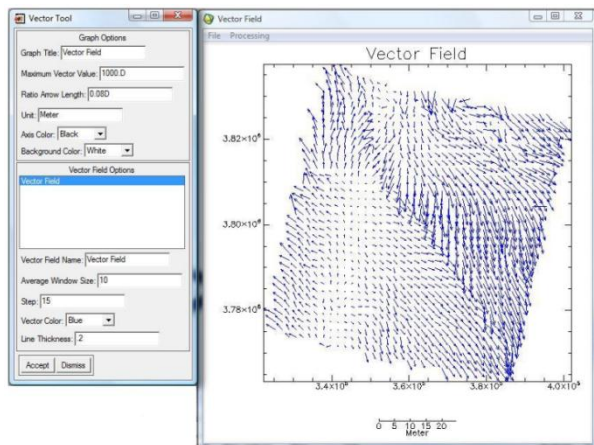 Vector Tool
Graph Options
Graph Title: Vector Field
Maximum Vector Value: 1000.D
Ratio Arrow Length: 0.08D
Unit: Meter
Axis Color: Black
Background Color: White
Vector Field Options
Vector Field
Vector Field Name: Vector Field
Average Window Size: 10
Step: 15
Vector Color: Blue
Line Thickness: 2
Accept Dismiss
Vector Field
File Processing
Vector Field
3.82×10⁶
3.80×10⁶
3.78×10⁶
3.4×10⁵ 3.6×10⁵ 3.8×10⁵ 4.0×10⁵
0 5 10 15 20
Meter